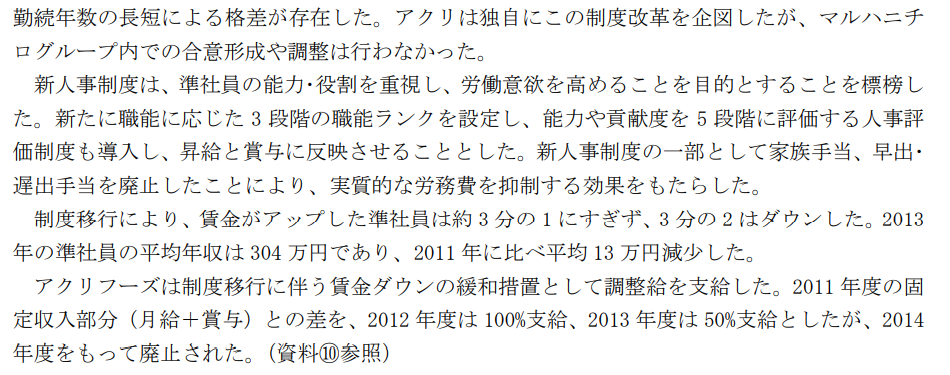 勤続年数の長短による格差が存在した。アクリは独自にこの制度改革を企図したが、マルハニチ
ログループ内での合意形成や調整は行わなかった。
新人事制度は、準社員の能力・役割を重視し、労働意欲を高めることを目的とすることを標榜し
た。新たに職能に応じた 3 段階の職能ランクを設定し、能力や貢献度を 5 段階に評価する人事評
価制度も導入し、昇給と賞与に反映させることとした。新人事制度の一部として家族手当、早出・
遅出手当を廃止したことにより、実質的な労務費を抑制する効果をもたらした。
制度移行により、賃金がアップした準社員は約 3 分の 1 にすぎず、3 分の 2 はダウンした。2013
年の準社員の平均年収は 304 万円であり、2011 年に比べ平均 13 万円減少した。
アクリフーズは制度移行に伴う賃金ダウンの緩和措置として調整給を支給した。2011 年度の固
定収入部分（月給＋賞与）との差を、2012 年度は 100%支給、2013 年度は 50%支給としたが、2014
年度をもって廃止された。（資料⑩参照）